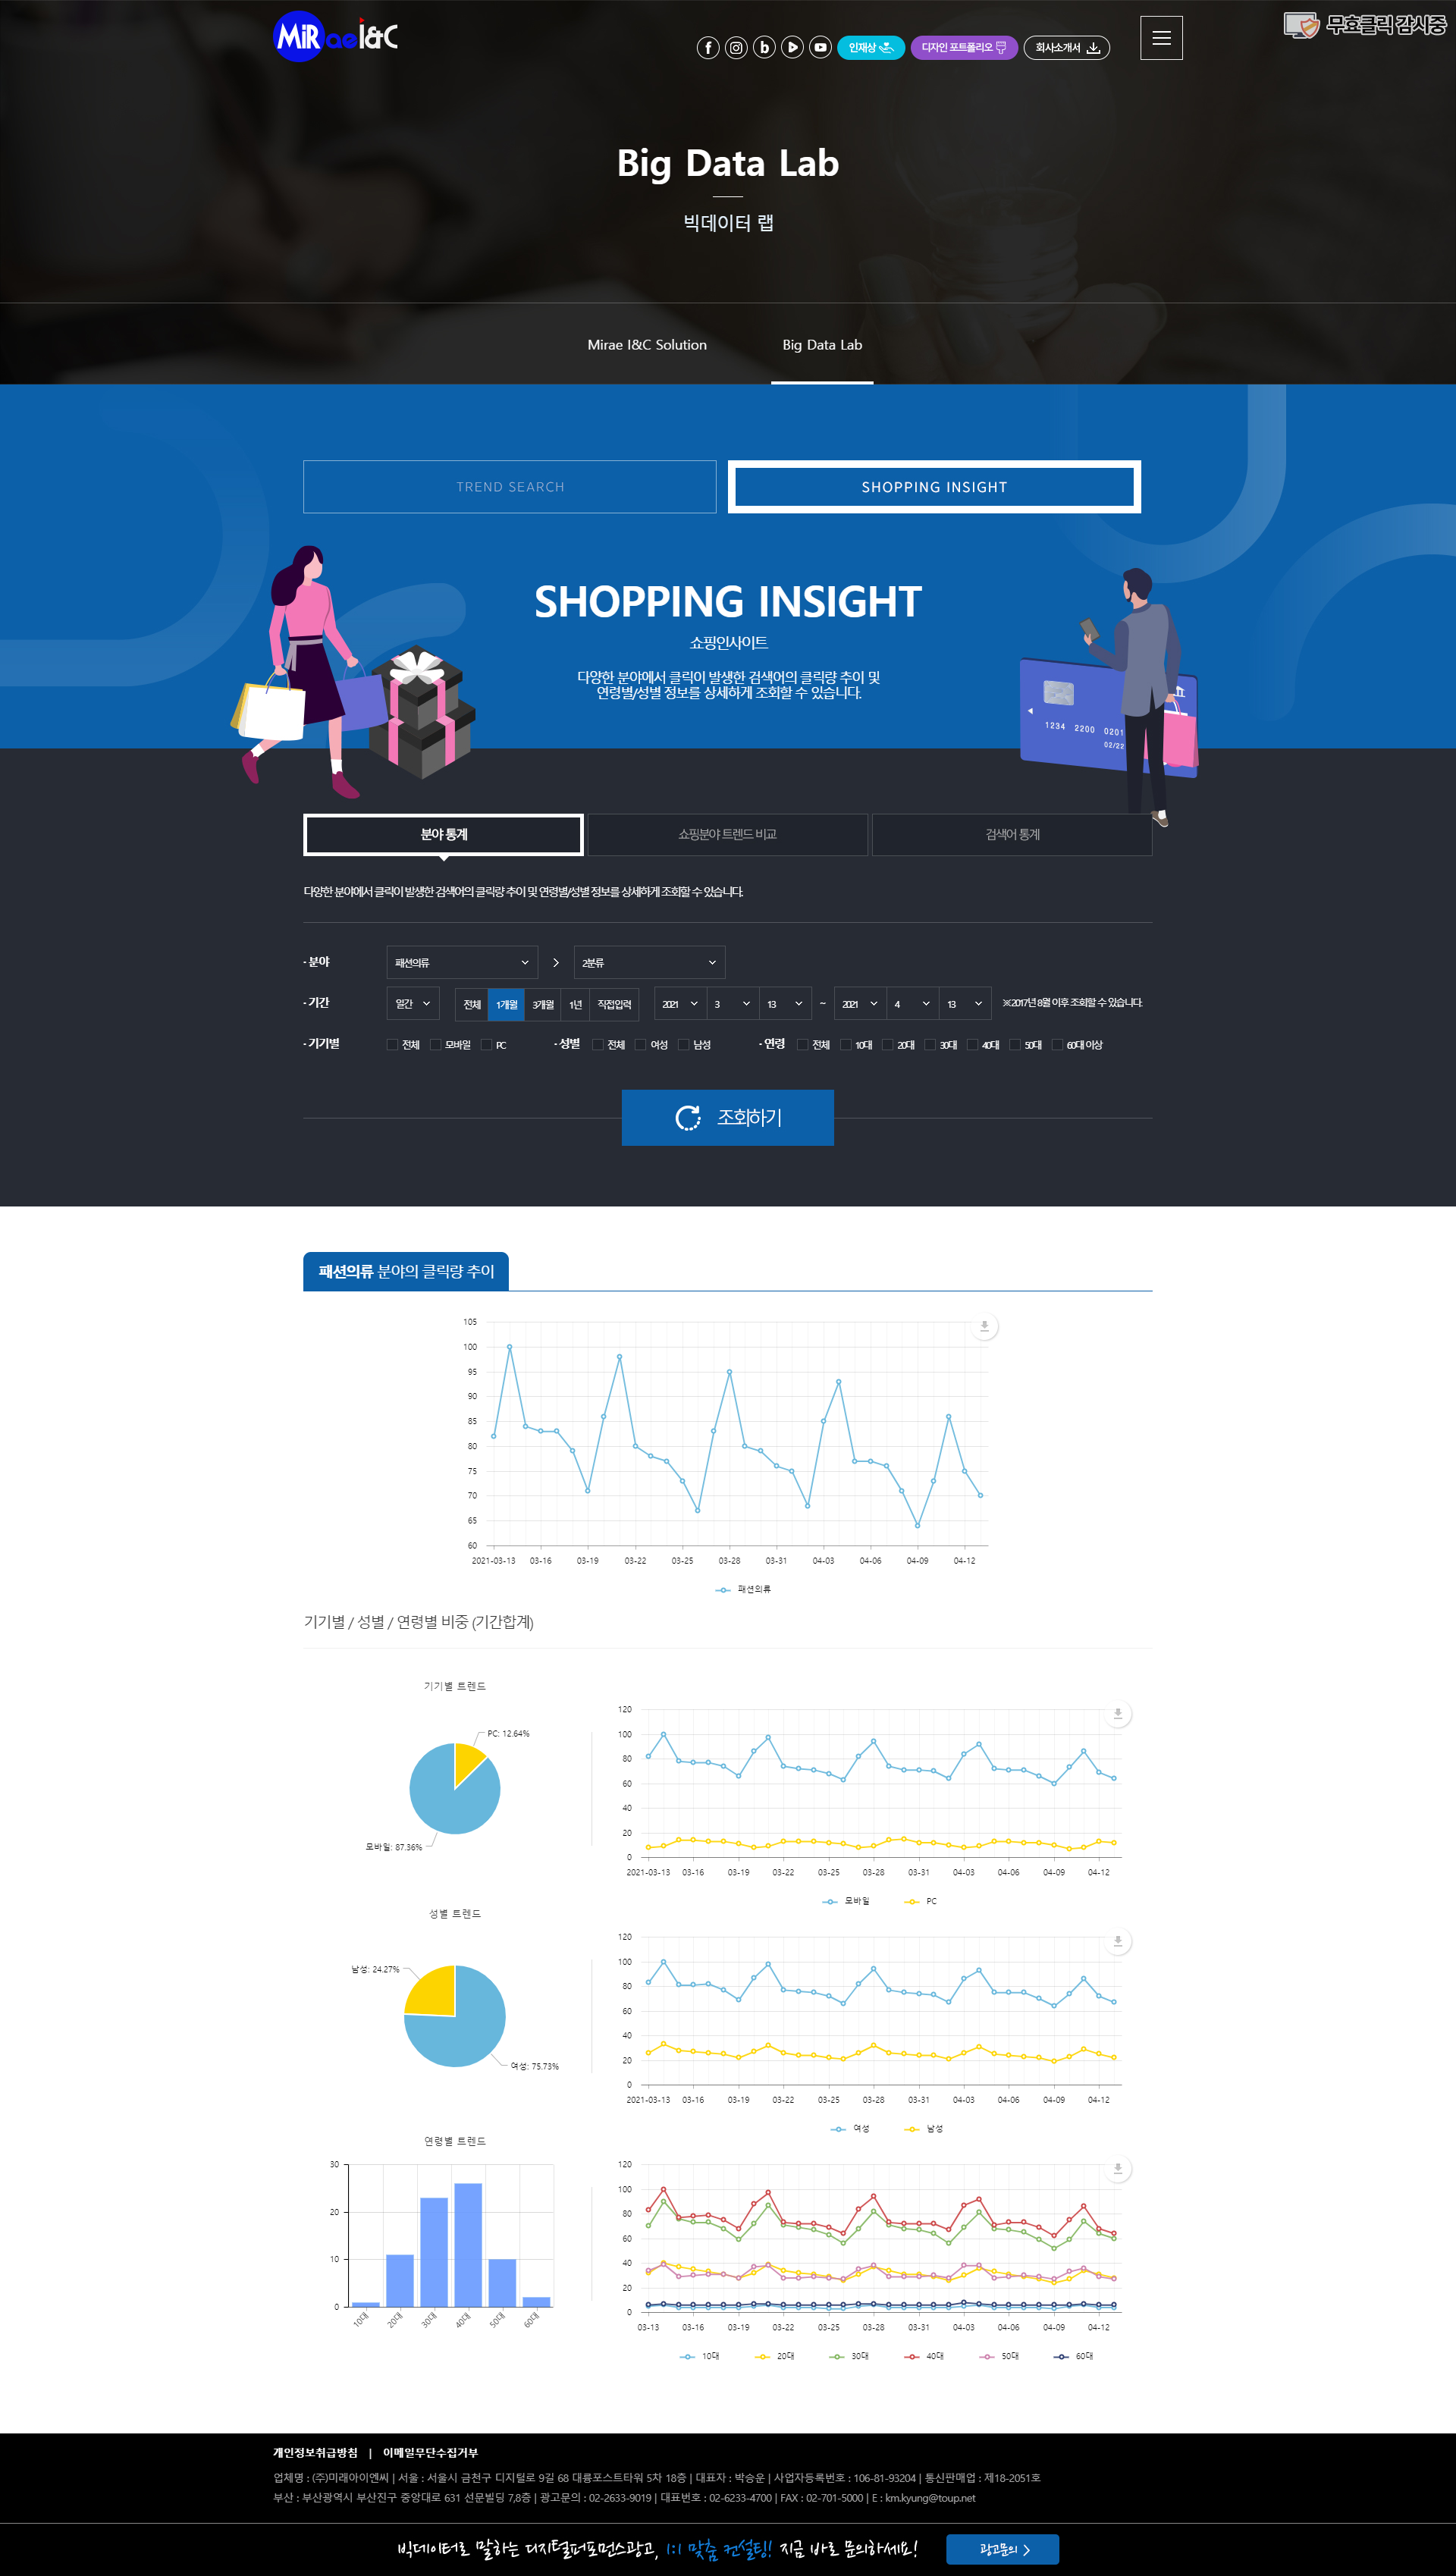 MiRae I&C
인재상
디자인 포트폴리오
회사소개서
무효클릭 감시중
Big Data Lab
빅데이터 랩
Mirae I&C Solution
Big Data Lab
TREND SEARCH
SHOPPING INSIGHT
SHOPPING INSIGHT
쇼핑인사이트
다양한 분야에서 클릭이 발생한 검색어의 클릭량 추이 및
연령별/성별 정보를 상세하게 조회할 수 있습니다.
1234 2200 0201
02/22
분야 통계
쇼핑분야 트렌드 비교
검색어 통계
다양한 분야에서 클릭이 발생한 검색어의 클릭량 추이 및 연령별/성별 정보를 상세하게 조회할 수 있습니다.
· 분야 패션의류 > 2분류
· 기간 일간 전체 1개월 3개월 1년 직접입력 2021 3 13 ~ 2021 4 13 ※2017년 8월 이후 조회할 수 있습니다.
· 기기별 전체 모바일 PC · 성별 전체 여성 남성 · 연령 전체 10대 20대 30대 40대 50대 60대 이상
조회하기
패션의류 분야의 클릭량 추이
105
100
95
90
85
80
75
70
65
60
2021-03-13 03-16 03-19 03-22 03-25 03-28 03-31 04-03 04-06 04-09 04-12
패션의류
기기별 / 성별 / 연령별 비중 (기간합계)
기기별 트렌드
PC: 12.64%
모바일: 87.36%
120
100
80
60
40
20
0
2021-03-13 03-16 03-19 03-22 03-25 03-28 03-31 04-03 04-06 04-09 04-12
모바일 PC
성별 트렌드
남성: 24.27%
여성: 75.73%
120
100
80
60
40
20
0
2021-03-13 03-16 03-19 03-22 03-25 03-28 03-31 04-03 04-06 04-09 04-12
여성 남성
연령별 트렌드
30
20
10
0
10대 20대 30대 40대 50대 60대
120
100
80
60
40
20
0
03-13 03-16 03-19 03-22 03-25 03-28 03-31 04-03 04-06 04-09 04-12
10대 20대 30대 40대 50대 60대
개인정보취급방침 | 이메일무단수집거부
업체명 : (주)미래아이엔씨 | 서울 : 서울시 금천구 디지털로 9길 68 대륭포스트타워 5차 18층 | 대표자 : 박승운 | 사업자등록번호 : 106-81-93204 | 통신판매업 : 제18-2051호
부산 : 부산광역시 부산진구 중앙대로 631 선문빌딩 7,8층 | 광고문의 : 02-2633-9019 | 대표번호 : 02-6233-4700 | FAX : 02-701-5000 | E : km.kyung@toup.net
빅데이터로 말하는 디지털퍼포먼스광고, 1:1 맞춤 컨설팅! 지금 바로 문의하세요!
광고문의 >